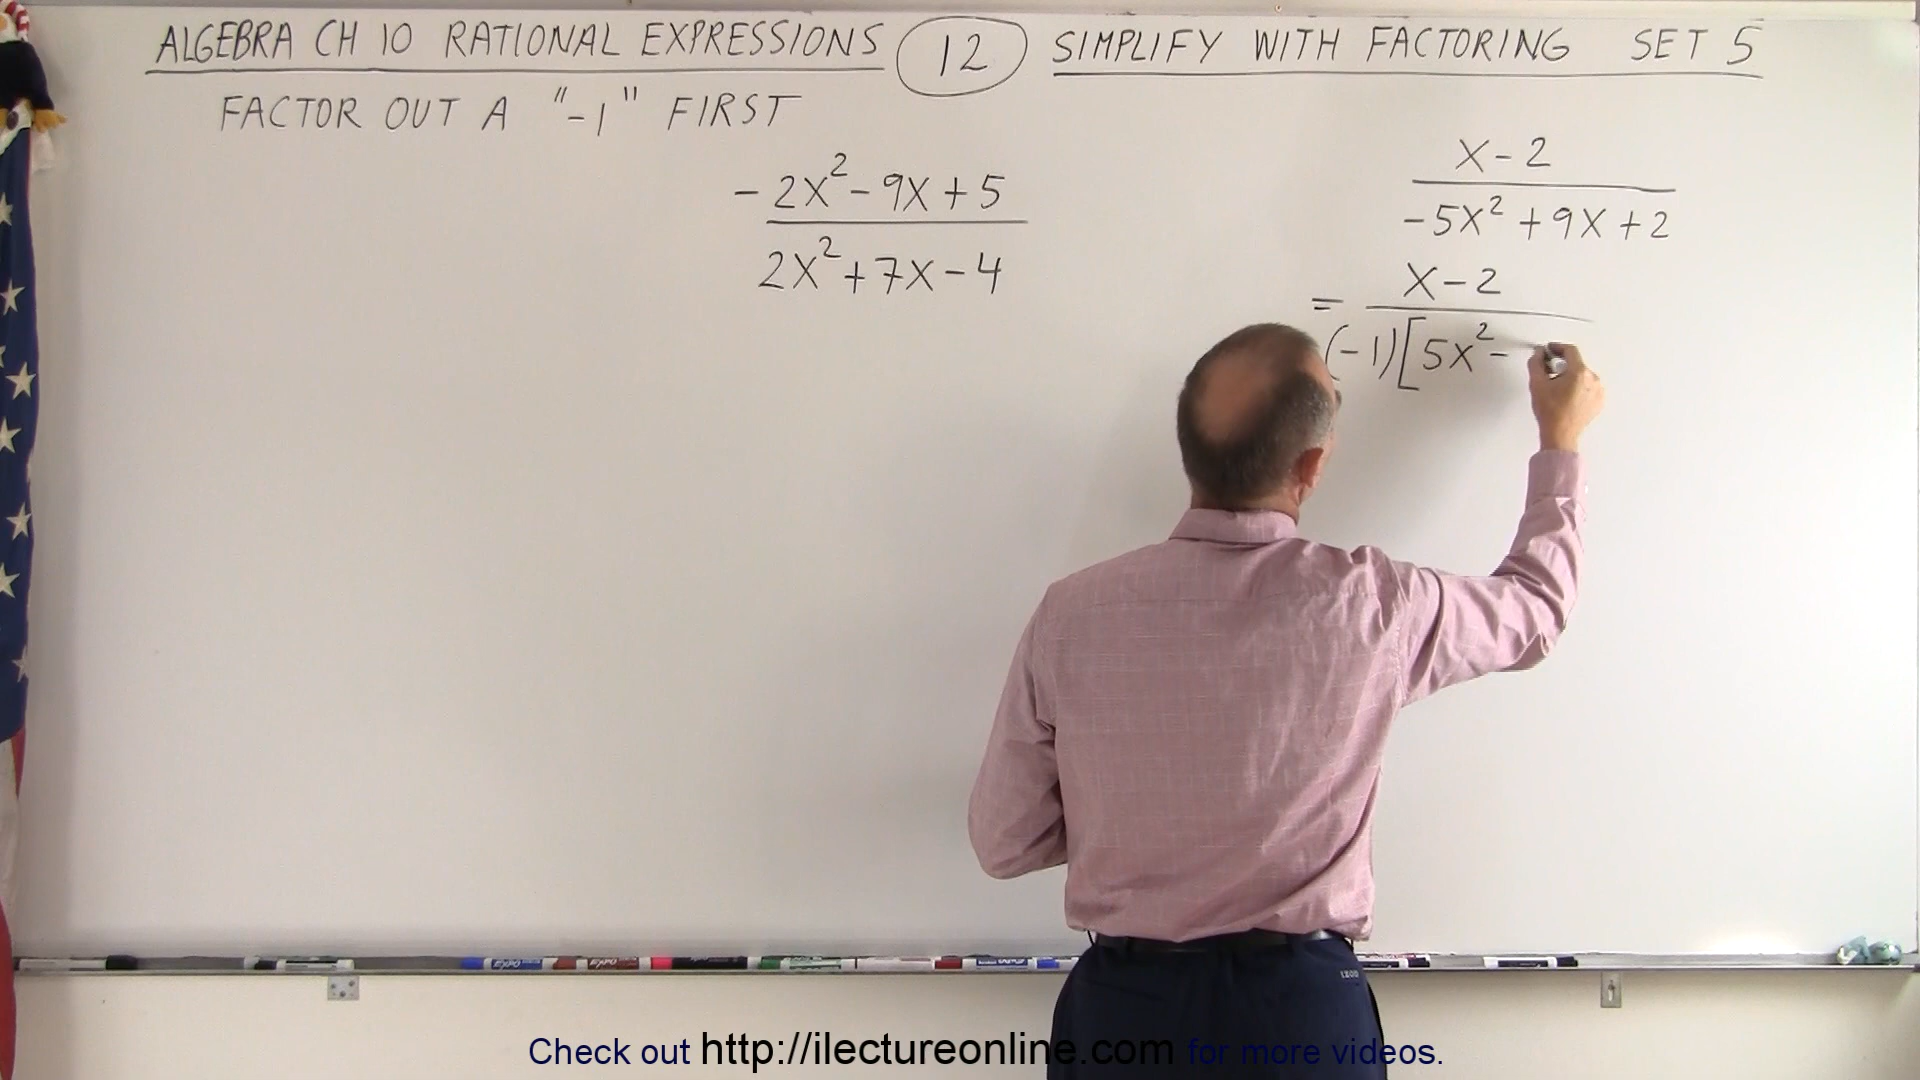 ALGEBRA CH 10 RATIONAL EXPRESSIONS 12 SIMPLIFY WITH FACTORING SET 5
FACTOR OUT A "-1" FIRST
-2x²-9x+5
2x²+7x-4
x-2
-5x²+9x+2
= x-2
(-1)[5x²-
IZOD
Check out http://ilectureonline.com for more videos.